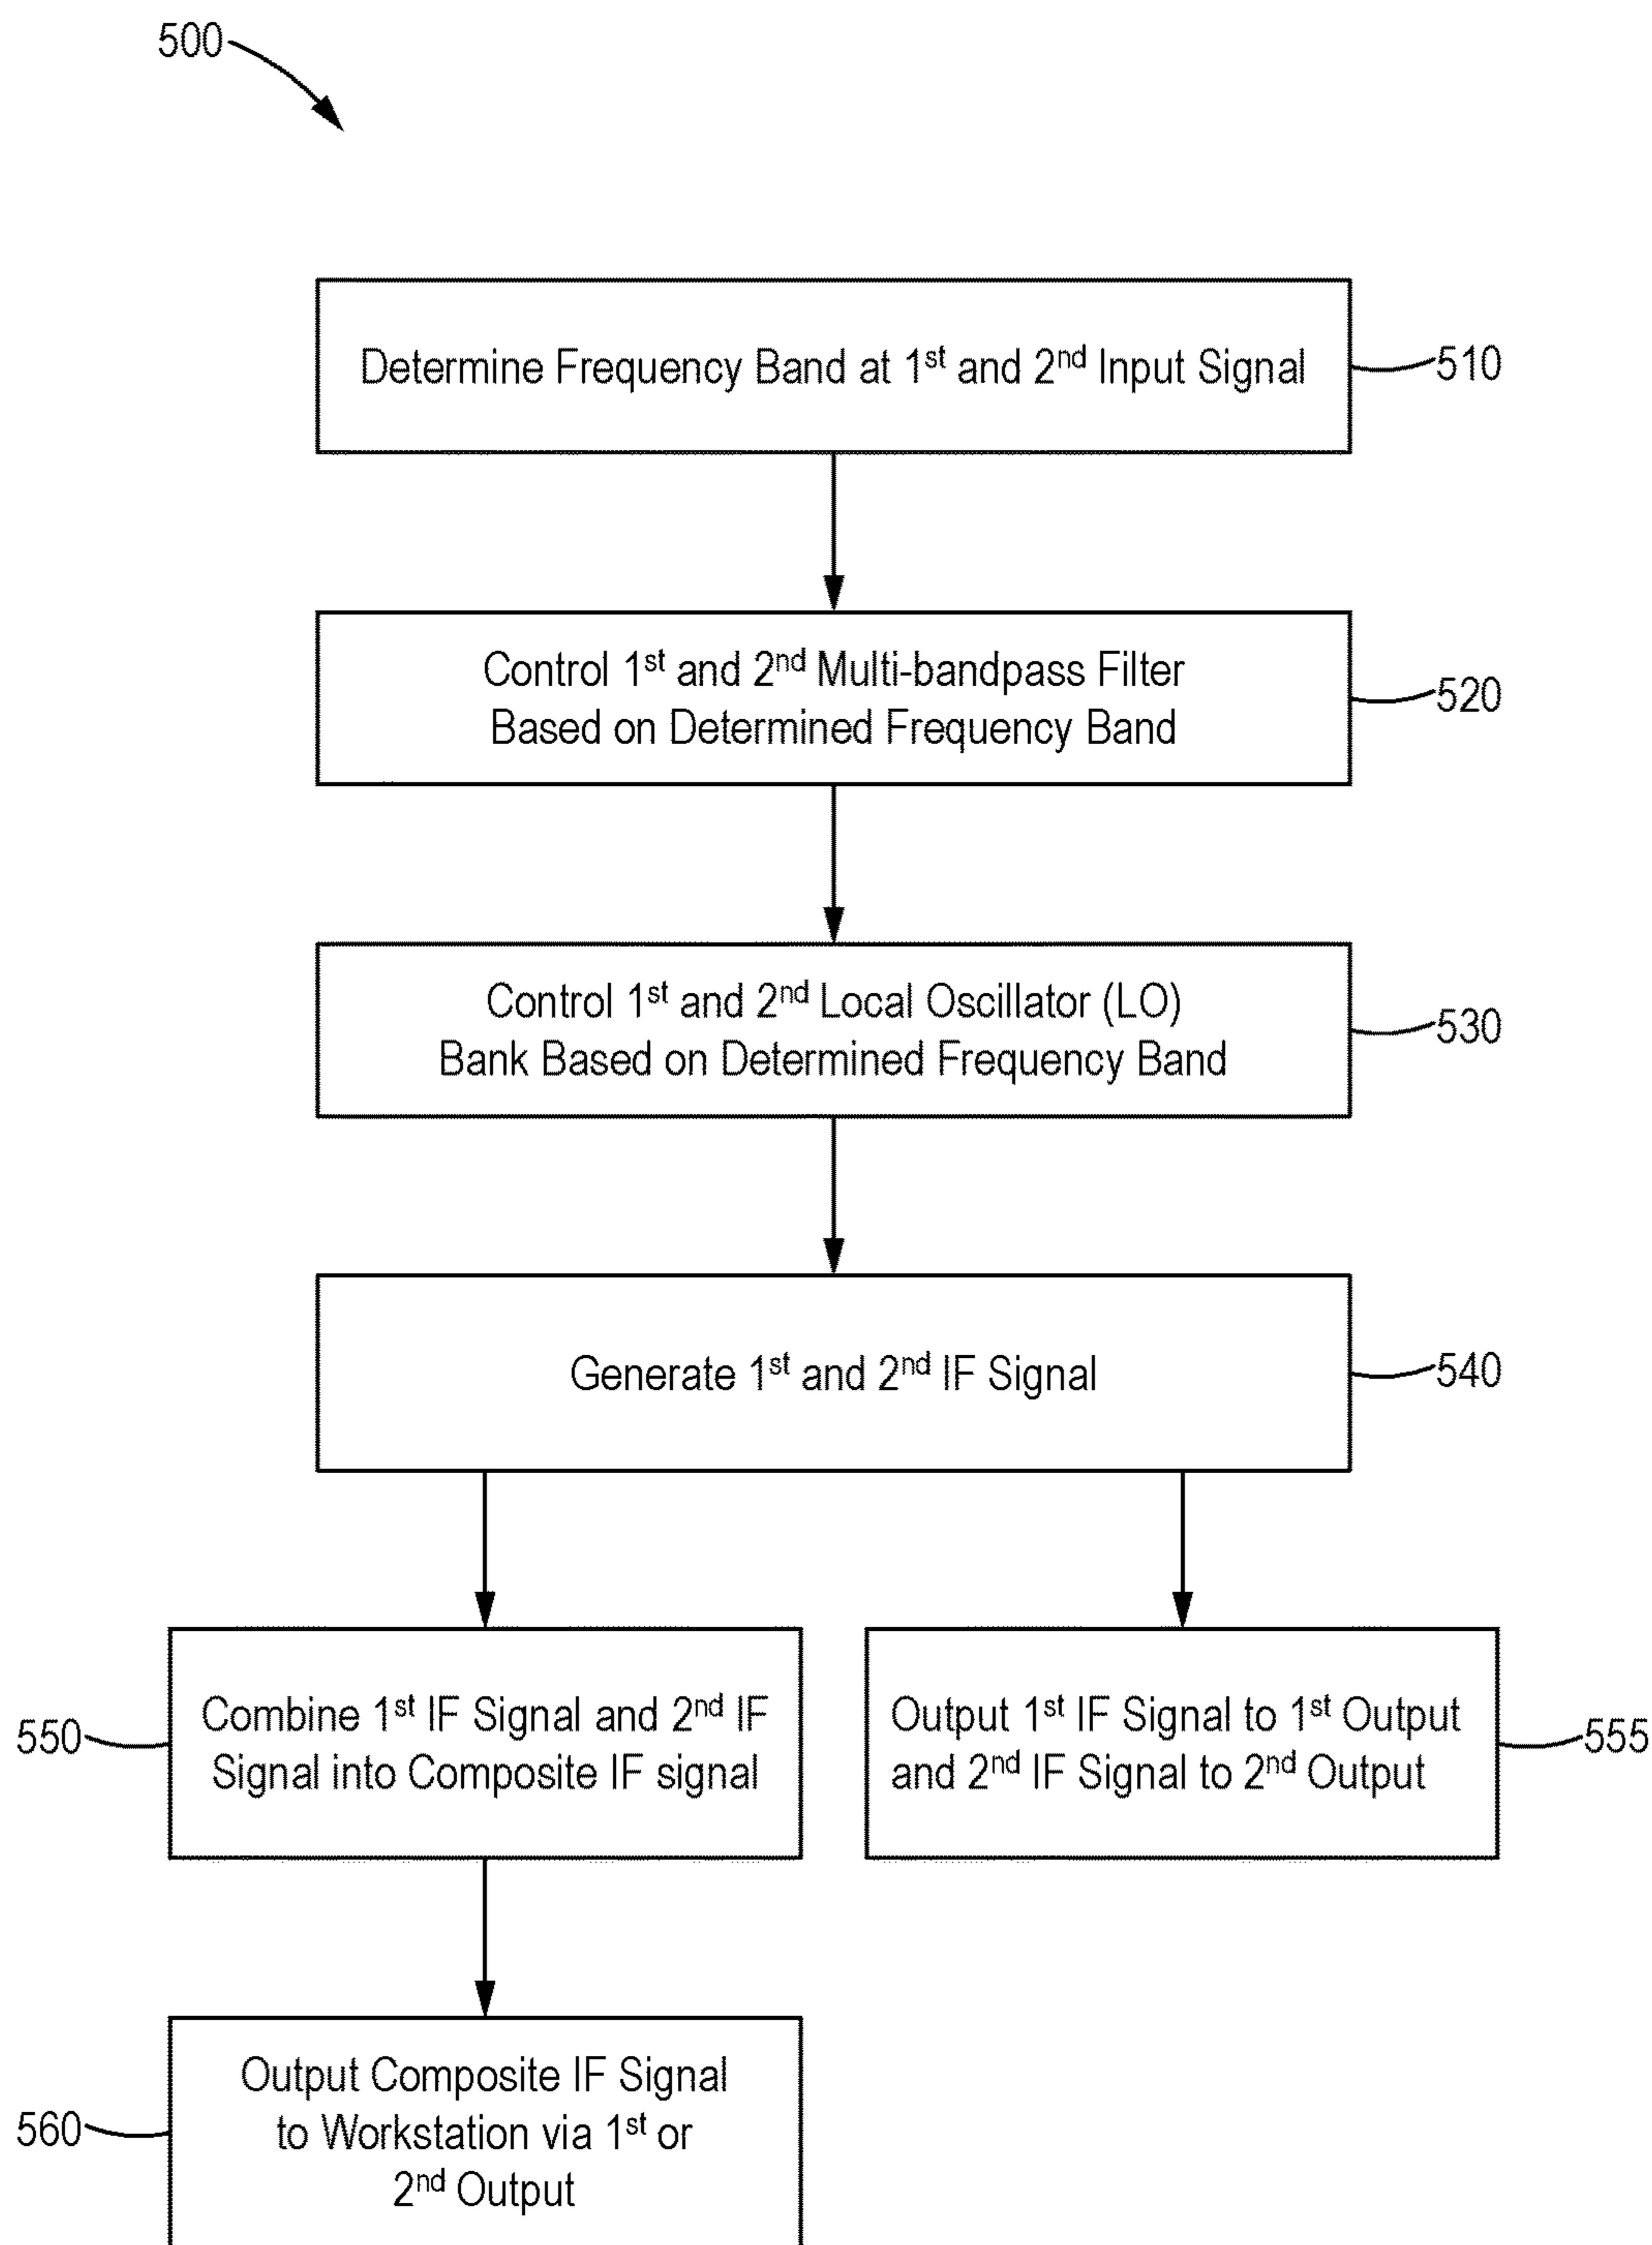 500
Determine Frequency Band at 1st and 2nd Input Signal
510
Control 1st and 2nd Multi-bandpass Filter
Based on Determined Frequency Band
520
Control 1st and 2nd Local Oscillator (LO)
Bank Based on Determined Frequency Band
530
Generate 1st and 2nd IF Signal
540
550
Combine 1st IF Signal and 2nd IF
Signal into Composite IF signal
Output 1st IF Signal to 1st Output
and 2nd IF Signal to 2nd Output
555
560
Output Composite IF Signal
to Workstation via 1st or
2nd Output